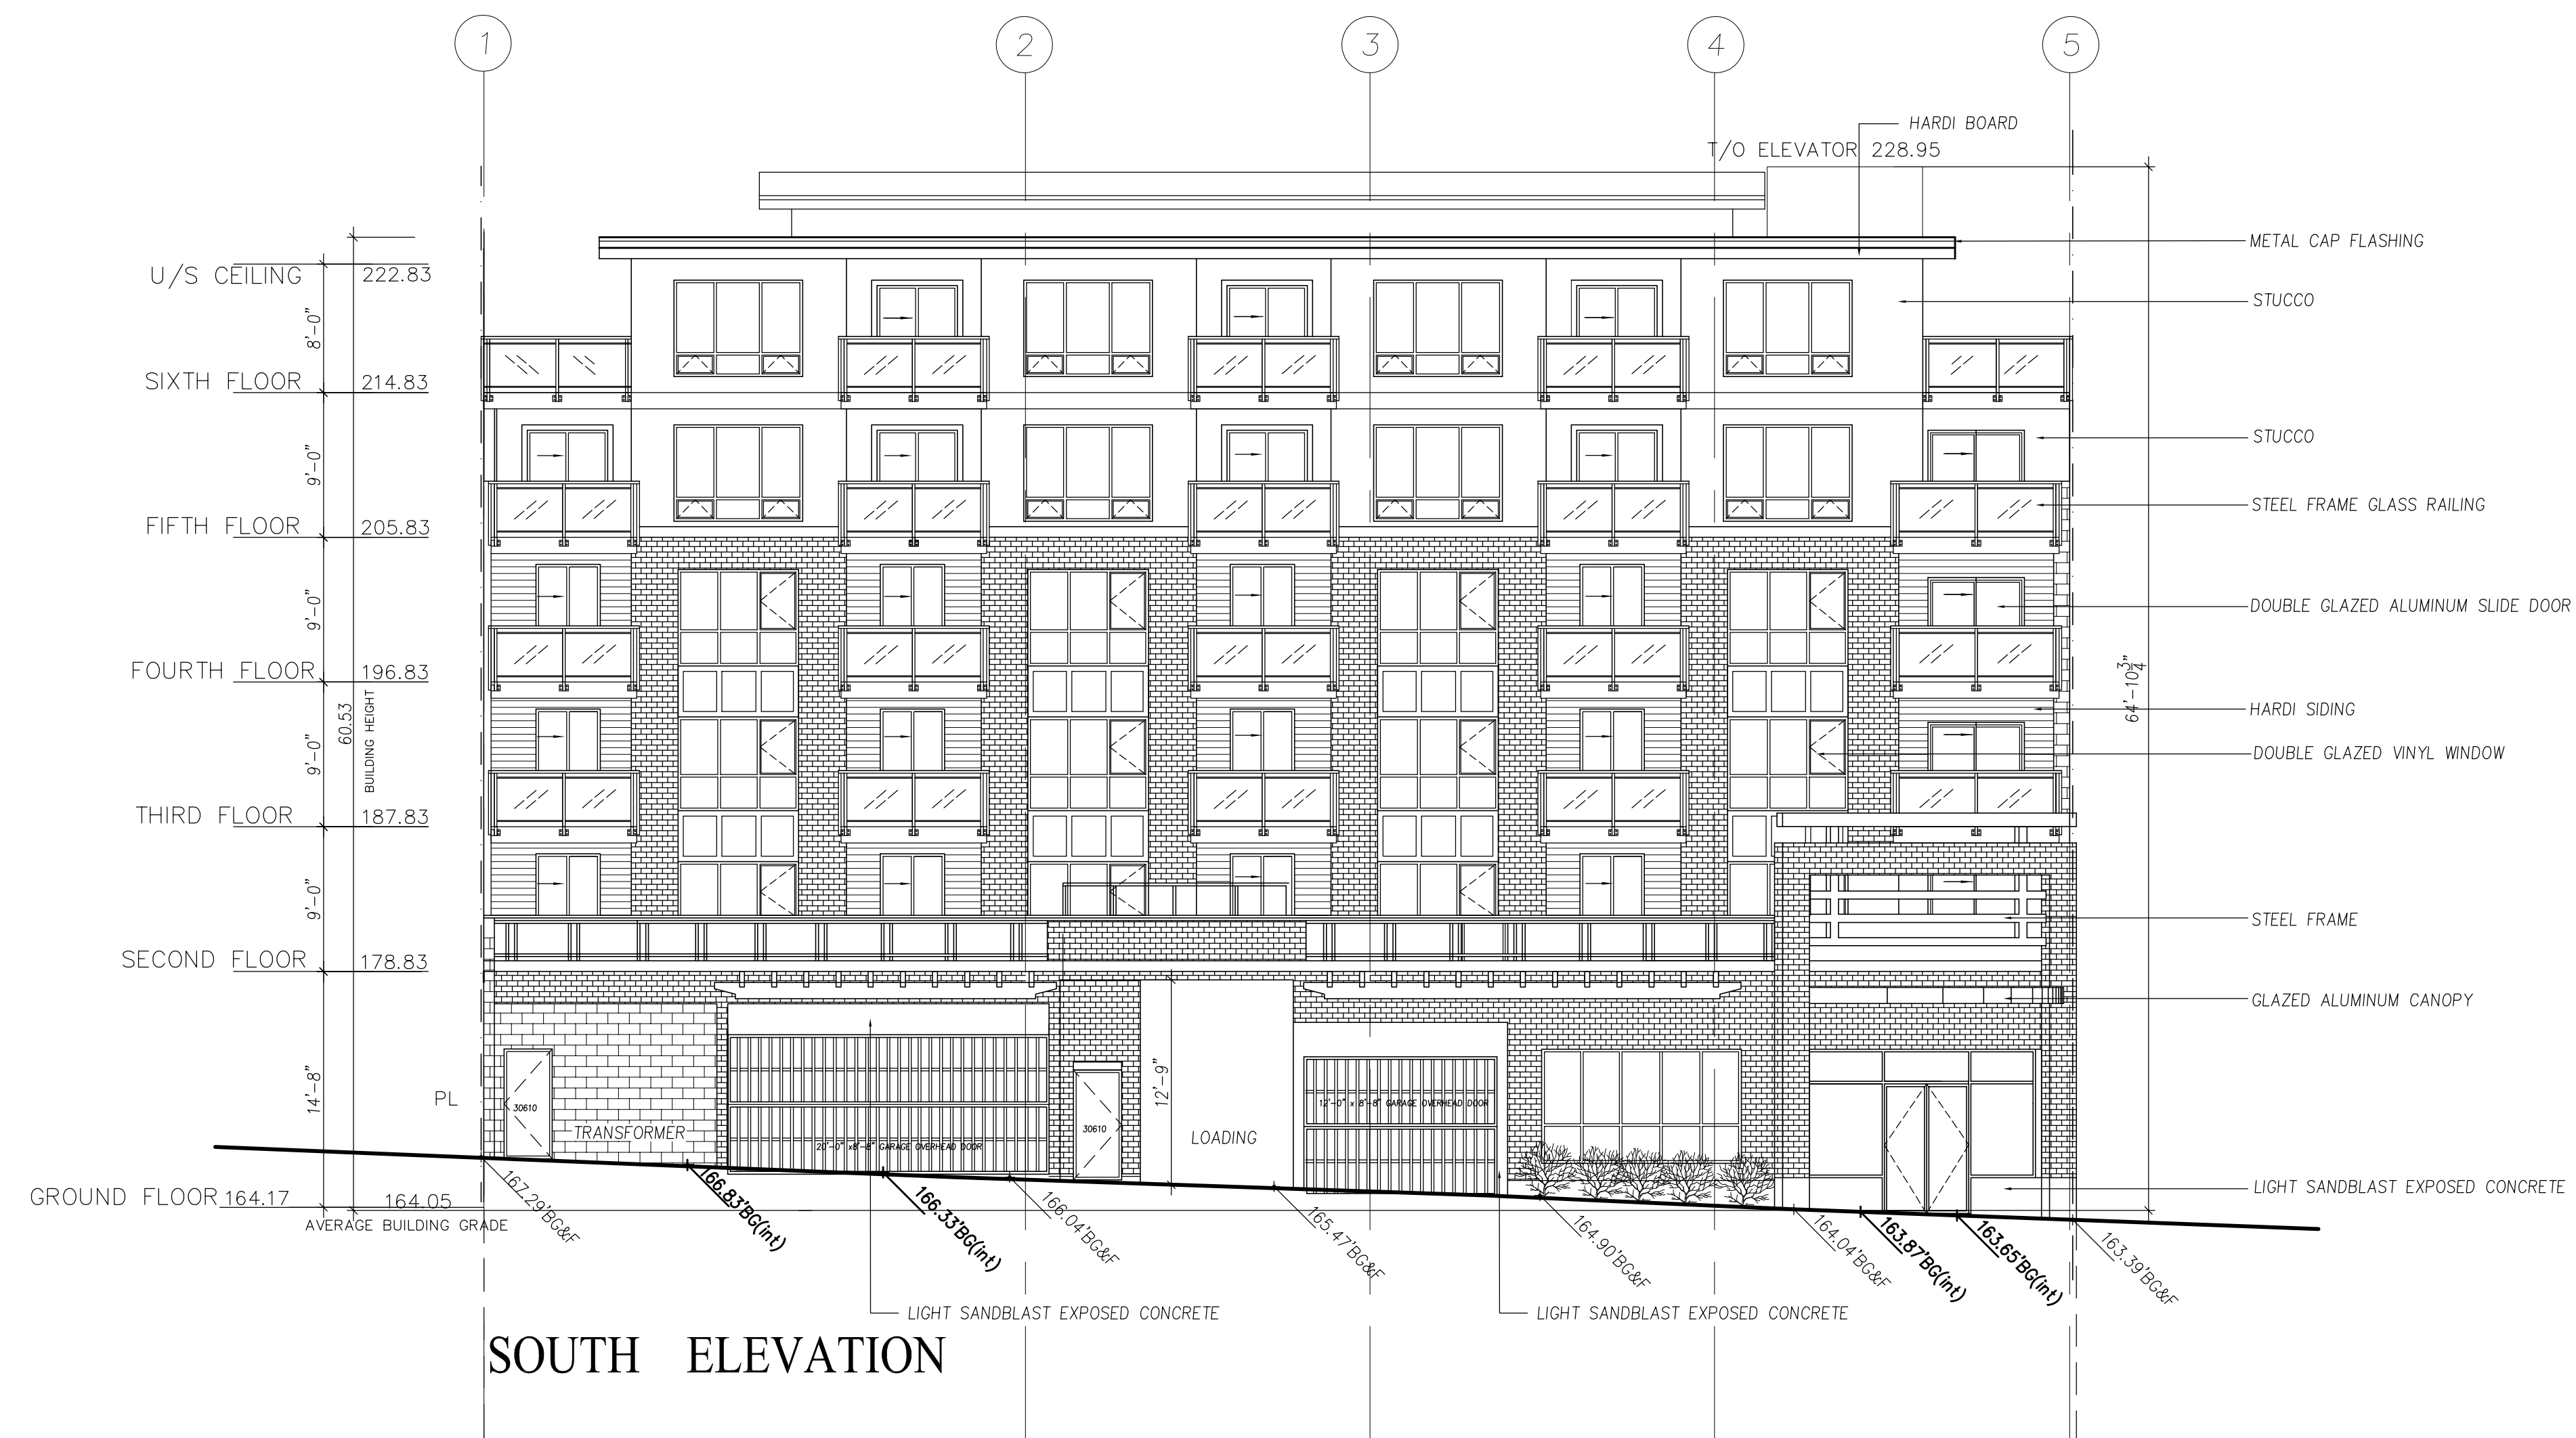 1
2
3
4
5
HARDI BOARD
T/O ELEVATOR 228.95
METAL CAP FLASHING
U/S CEILING 222.83
STUCCO
8'-0"
SIXTH FLOOR 214.83
STUCCO
9'-0"
STEEL FRAME GLASS RAILING
FIFTH FLOOR 205.83
9'-0"
DOUBLE GLAZED ALUMINUM SLIDE DOOR
FOURTH FLOOR 196.83
64'-10 3/4"
60.53
BUILDING HEIGHT
HARDI SIDING
9'-0"
DOUBLE GLAZED VINYL WINDOW
THIRD FLOOR 187.83
9'-0"
STEEL FRAME
SECOND FLOOR 178.83
GLAZED ALUMINUM CANOPY
14'-8"
PL
12'-9"
30610
TRANSFORMER
20'-0" x8'-8" GARAGE OVERHEAD DOOR
30610
LOADING
12'-0" x 8'-8" GARAGE OVERHEAD DOOR
LIGHT SANDBLAST EXPOSED CONCRETE
GROUND FLOOR 164.17
164.05
AVERAGE BUILDING GRADE
167.29'BG&F
166.83'BG(int)
166.33'BG(int)
166.04'BG&F
165.47'BG&F
164.90'BG&F
164.04'BG&F
163.87'BG(int)
163.65'BG(int)
163.39'BG&F
LIGHT SANDBLAST EXPOSED CONCRETE
LIGHT SANDBLAST EXPOSED CONCRETE
SOUTH ELEVATION